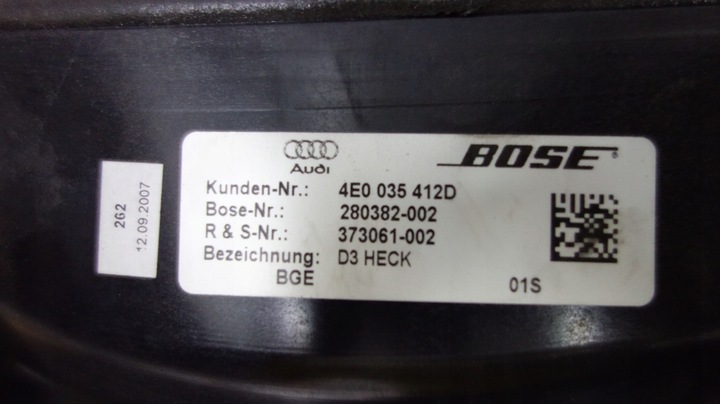 Audi
BOSE®
Kunden-Nr.: 4E0 035 412D
Bose-Nr.: 280382-002
R & S-Nr.: 373061-002
Bezeichnung: D3 HECK
BGE
01S
262
12.09.2007